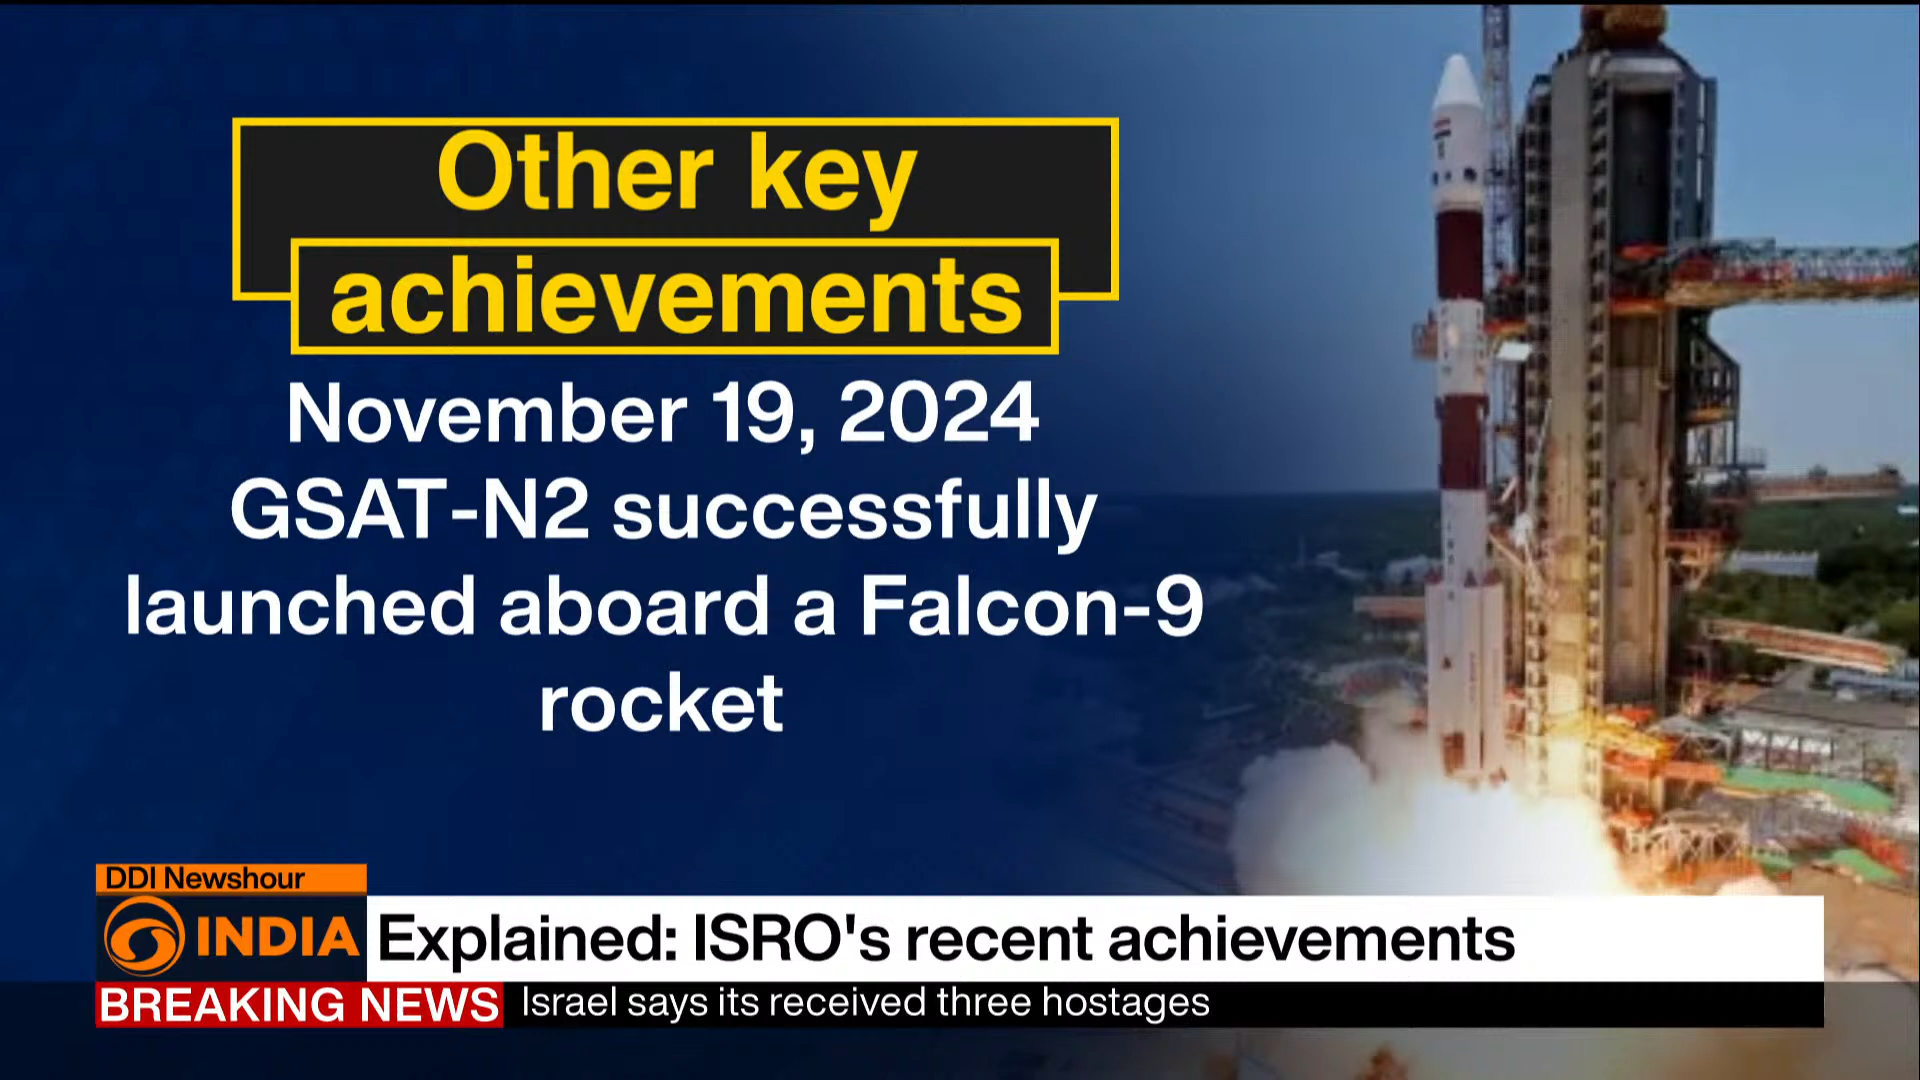 Other key
achievements
November 19, 2024
GSAT-N2 successfully
launched aboard a Falcon-9
rocket
DDI Newshour
INDIA
Explained: ISRO's recent achievements
BREAKING NEWS
Israel says its received three hostages